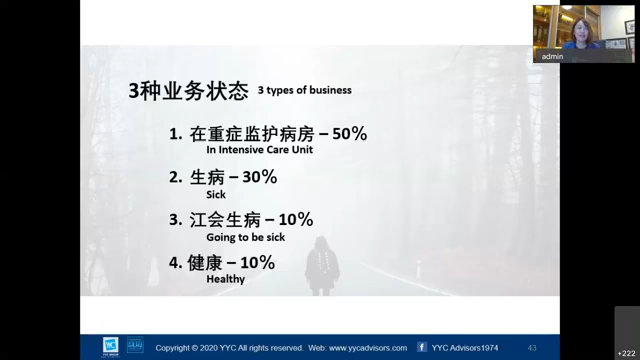 admin
3种业务状态 3 types of business
1. 在重症监护病房 – 50%
In Intensive Care Unit
2. 生病 – 30%
Sick
3. 江会生病 – 10%
Going to be sick
4. 健康 – 10%
Healthy
YYC GROUP
Copyright © 2020 YYC All rights reserved. Web: www.yycadvisors.com f YYC Advisors1974 43
+222